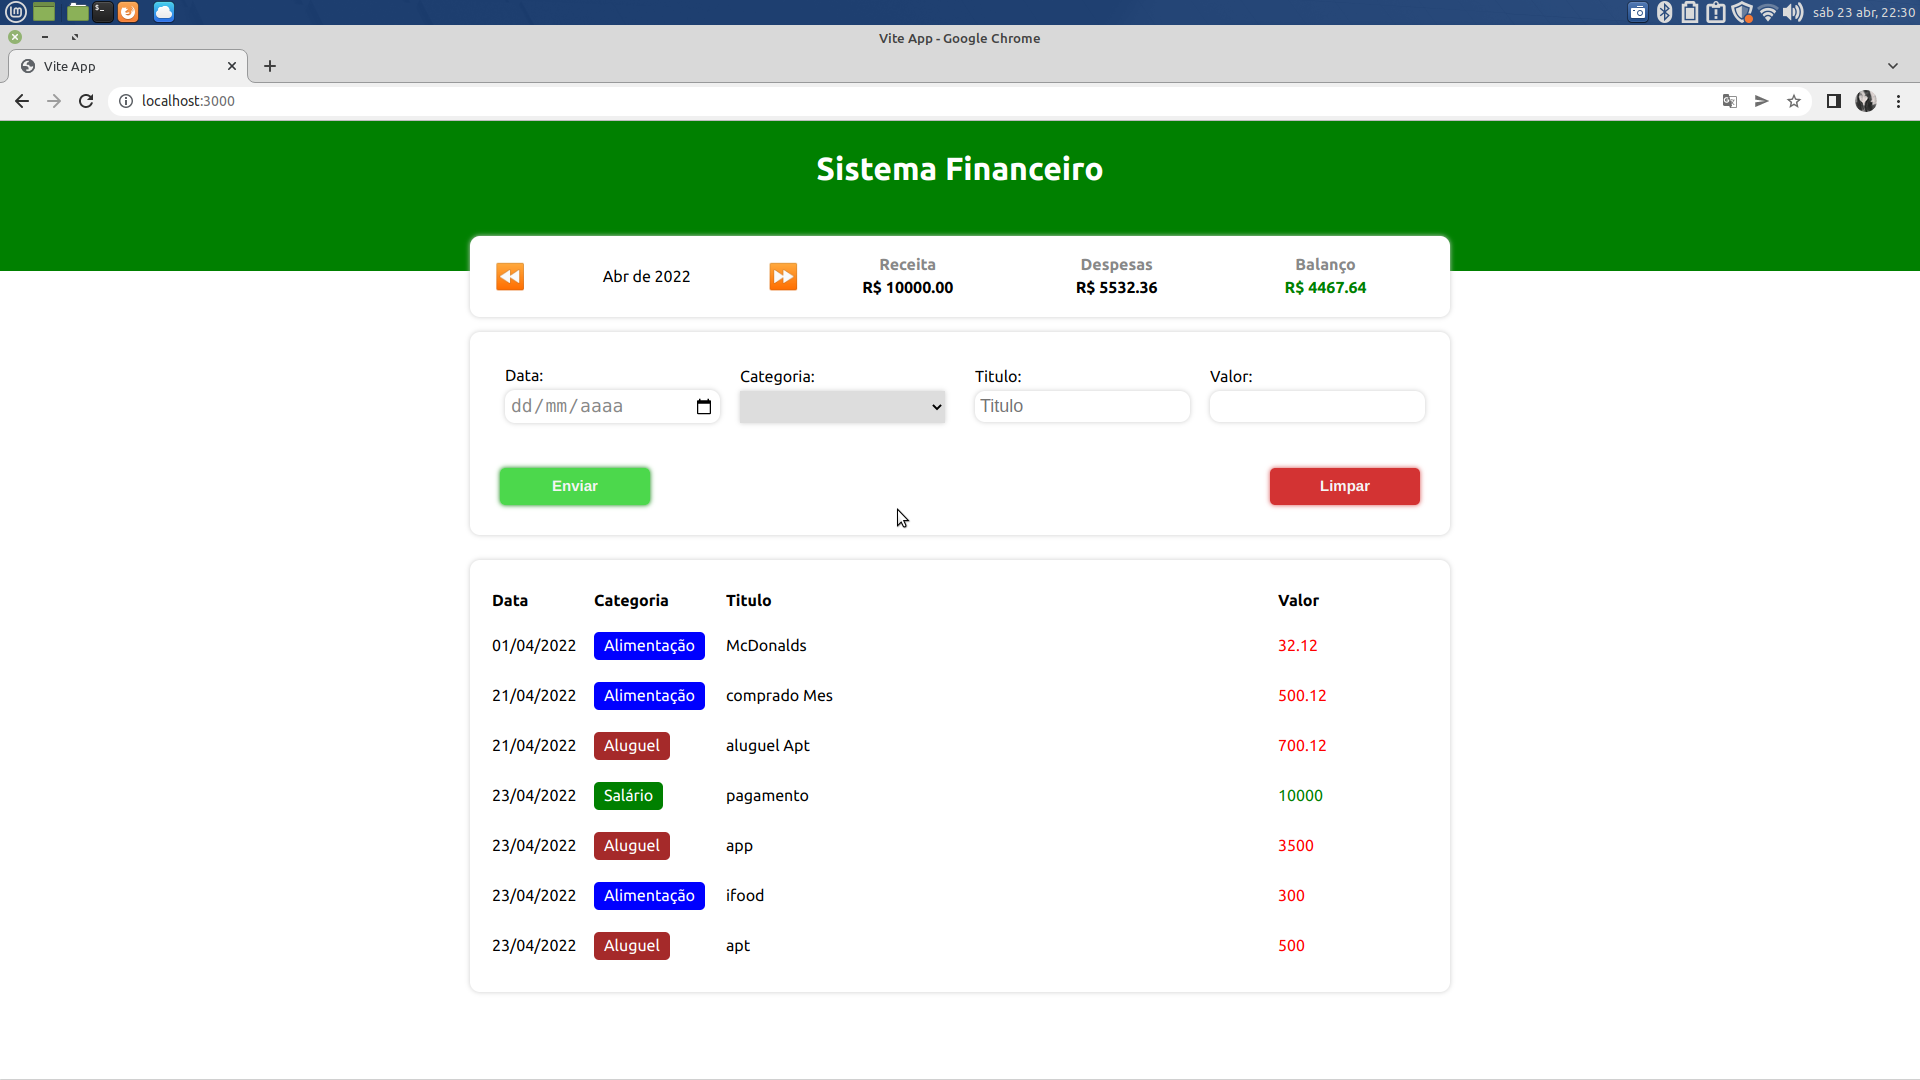 sáb 23 abr, 22:30
Vite App - Google Chrome
Vite App
localhost:3000
Sistema Financeiro
Abr de 2022
Receita Despesas Balanço
R$ 10000.00 R$ 5532.36 R$ 4467.64
Data: Categoria: Titulo: Valor:
dd/mm/aaaa Titulo
Enviar Limpar
Data Categoria Titulo Valor
01/04/2022 Alimentação McDonalds 32.12
21/04/2022 Alimentação comprado Mes 500.12
21/04/2022 Aluguel aluguel Apt 700.12
23/04/2022 Salário pagamento 10000
23/04/2022 Aluguel app 3500
23/04/2022 Alimentação ifood 300
23/04/2022 Aluguel apt 500